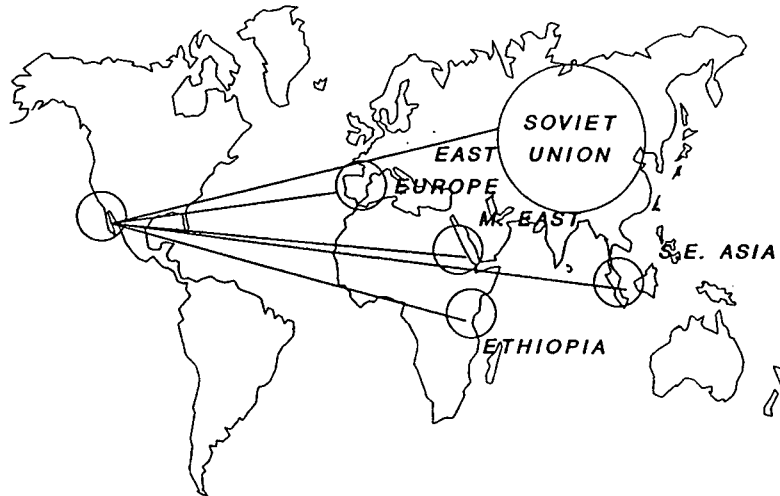 SOVIET
UNION
EAST
EUROPE
M. EAST
S.E. ASIA
ETHIOPIA